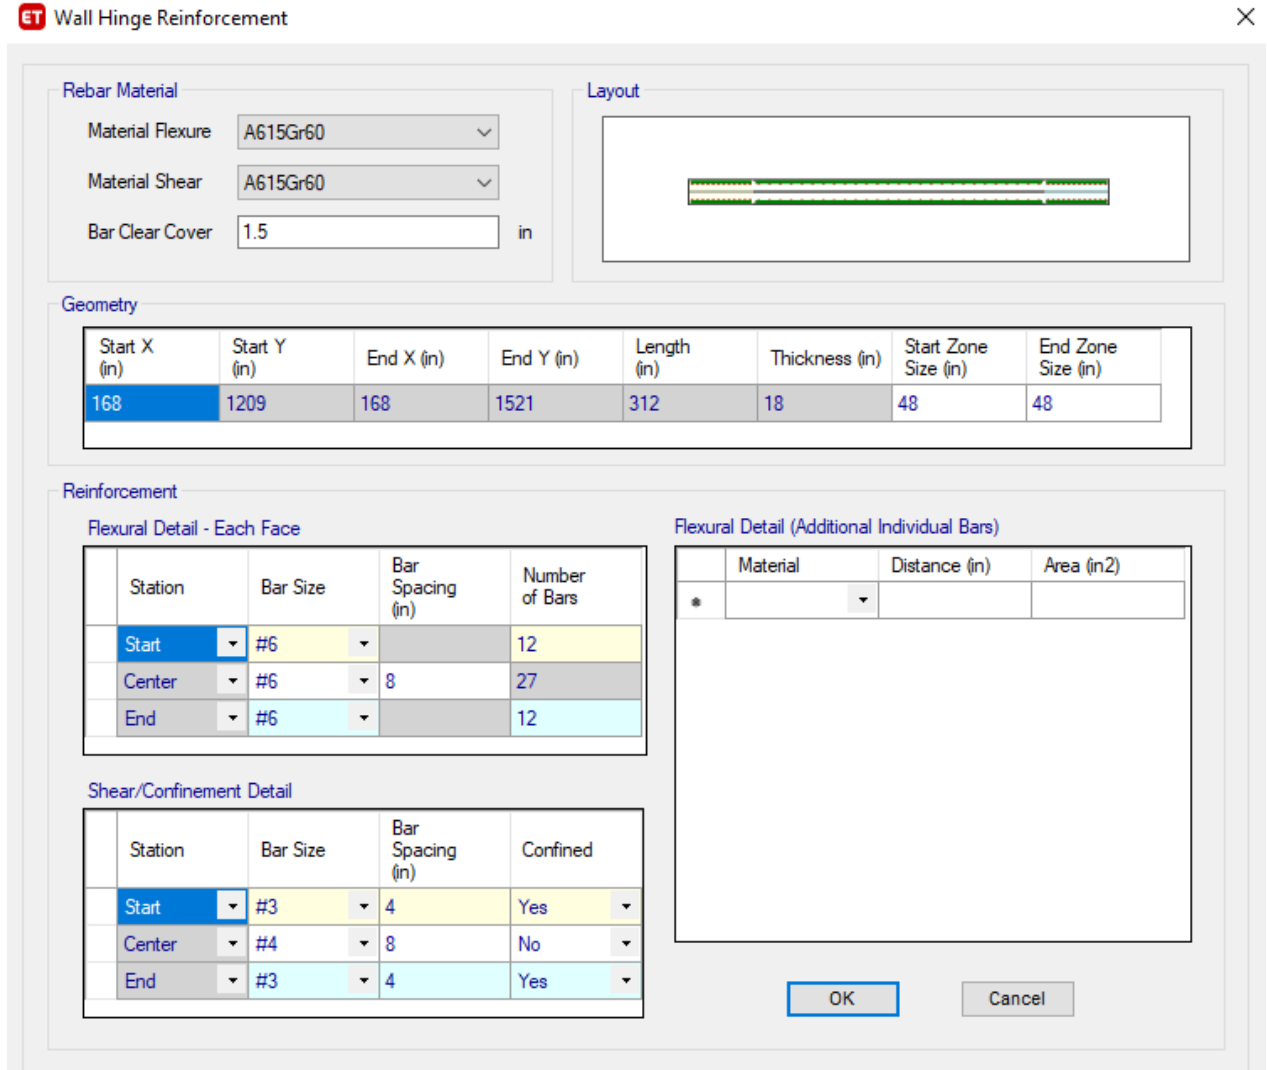 ET Wall Hinge Reinforcement
Rebar Material
Layout
Material Flexure A615Gr60
Material Shear A615Gr60
Bar Clear Cover 1.5 in
Geometry
Start X (in) Start Y (in) End X (in) End Y (in) Length (in) Thickness (in) Start Zone Size (in) End Zone Size (in)
168 1209 168 1521 312 18 48 48
Reinforcement
Flexural Detail - Each Face
Station Bar Size Bar Spacing (in) Number of Bars
Start #6 12
Center #6 8 27
End #6 12
Flexural Detail (Additional Individual Bars)
Material Distance (in) Area (in2)
Shear/Confinement Detail
Station Bar Size Bar Spacing (in) Confined
Start #3 4 Yes
Center #4 8 No
End #3 4 Yes
OK Cancel